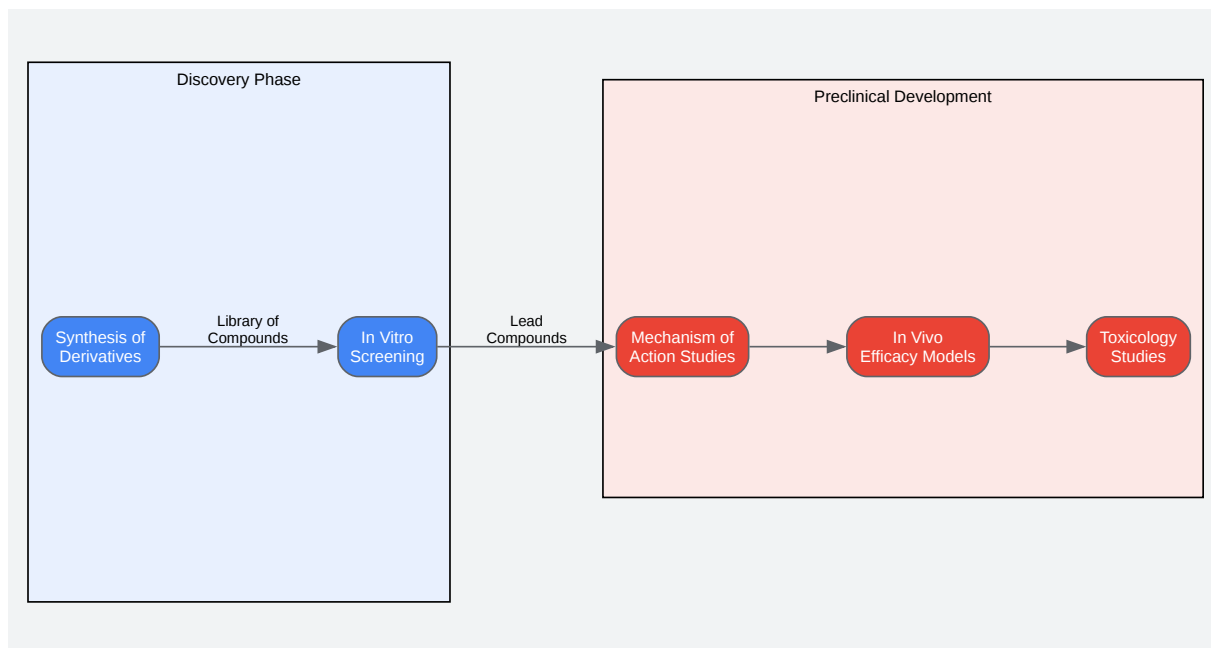 Discovery Phase
Preclinical Development
Synthesis of
Derivatives
Library of
Compounds
In Vitro
Screening
Lead
Compounds
Mechanism of
Action Studies
In Vivo
Efficacy Models
Toxicology
Studies